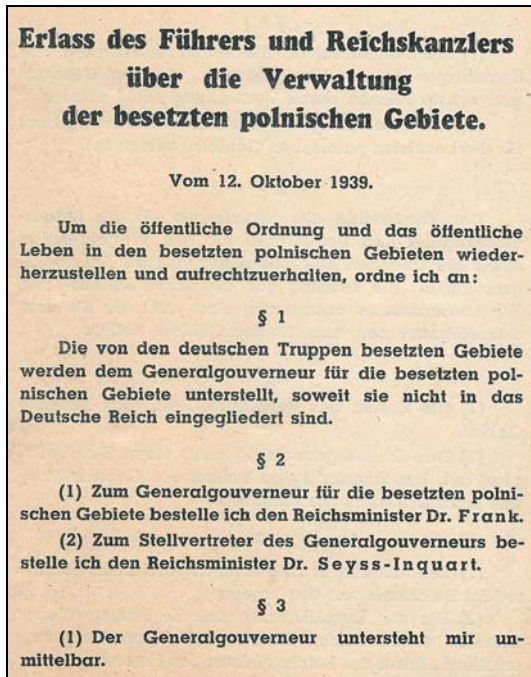 Erlass des Führers und Reichskanzlers
über die Verwaltung
der besetzten polnischen Gebiete.
Vom 12. Oktober 1939.
Um die öffentliche Ordnung und das öffentliche
Leben in den besetzten polnischen Gebieten wieder-
herzustellen und aufrechtzuerhalten, ordne ich an:
§ 1
Die von den deutschen Truppen besetzten Gebiete
werden dem Generalgouverneur für die besetzten pol-
nischen Gebiete unterstellt, soweit sie nicht in das
Deutsche Reich eingegliedert sind.
§ 2
(1) Zum Generalgouverneur für die besetzten polni-
schen Gebiete bestelle ich den Reichsminister Dr. Frank.
(2) Zum Stellvertreter des Generalgouverneurs be-
stelle ich den Reichsminister Dr. Seyss-Inquart.
§ 3
(1) Der Generalgouverneur untersteht mir un-
mittelbar.